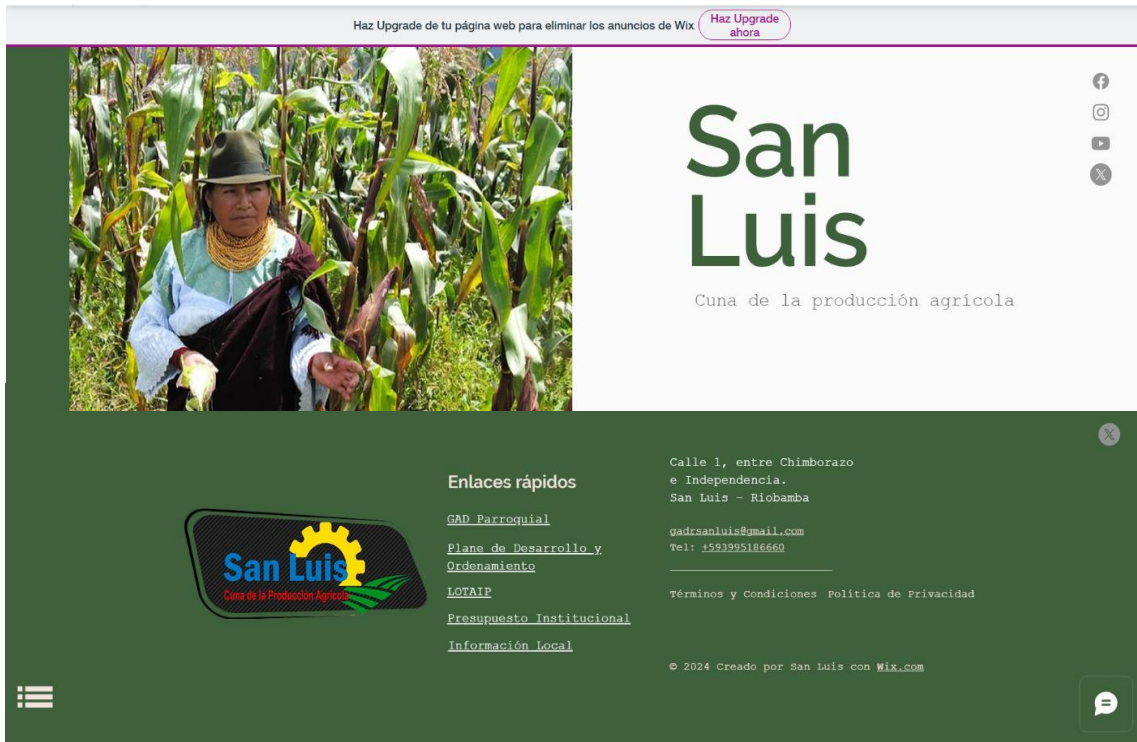 Haz Upgrade de tu página web para eliminar los anuncios de Wix
Haz Upgrade
ahora
San
Luis
Cuna de la producción agrícola
San Luis
Cuna de la Producción Agrícola
Enlaces rápidos
GAD Parroquial
Plane de Desarrollo y
Ordenamiento
LOTAIP
Presupuesto Institucional
Información Local
Calle 1, entre Chimborazo
e Independencia.
San Luis - Riobamba
gadrsanluis@gmail.com
Tel: +593995186660
Términos y Condiciones Política de Privacidad
© 2024 Creado por San Luis con Wix.com